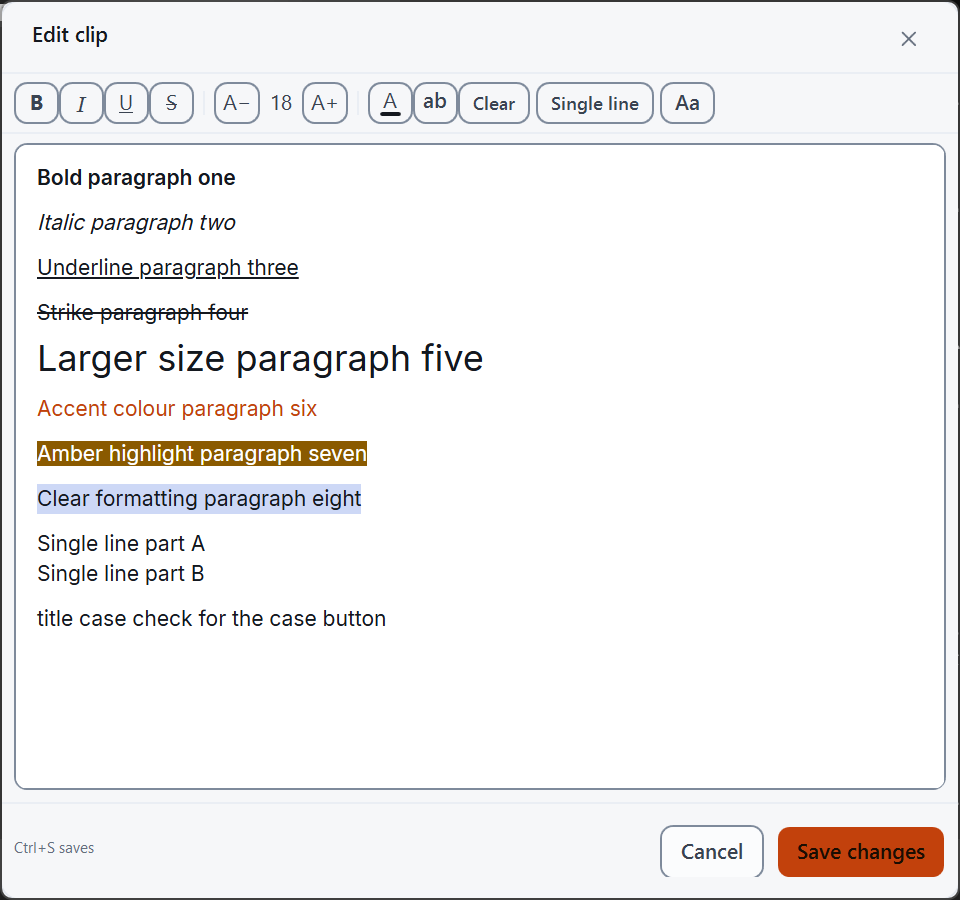 Edit clip
B I U S A− 18 A+ A ab Clear Single line Aa
Bold paragraph one
Italic paragraph two
Underline paragraph three
Strike paragraph four
Larger size paragraph five
Accent colour paragraph six
Amber highlight paragraph seven
Clear formatting paragraph eight
Single line part A
Single line part B
title case check for the case button
Ctrl+S saves Cancel Save changes